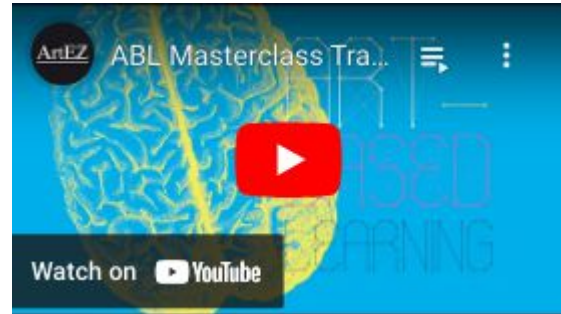 ArtEZ ABL Masterclass Tra...
ART-
BASED
LEARNING
Watch on YouTube